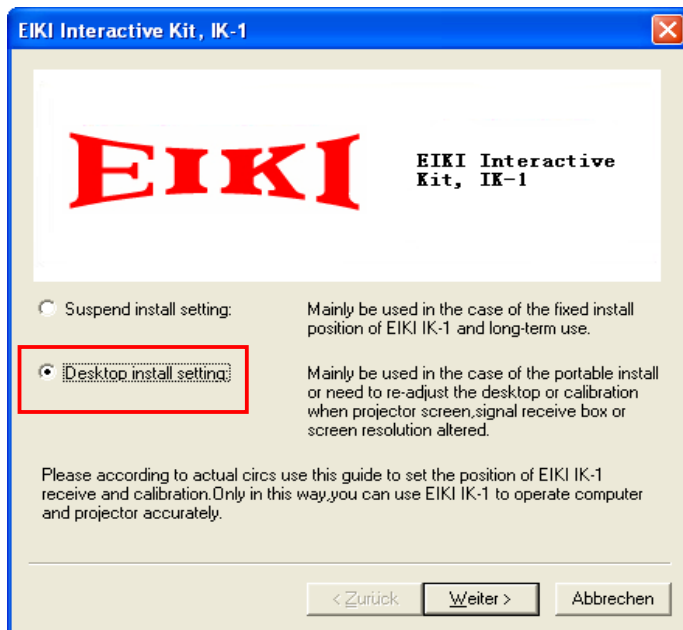 EIKI Interactive Kit, IK-1
EIKI
EIKI Interactive
Kit, IK-1
Suspend install setting:
Mainly be used in the case of the fixed install
position of EIKI IK-1 and long-term use.
Desktop install setting:
Mainly be used in the case of the portable install
or need to re-adjust the desktop or calibration
when projector screen,signal receive box or
screen resolution altered.
Please according to actual circs use this guide to set the position of EIKI IK-1
receive and calibration.Only in this way,you can use EIKI IK-1 to operate computer
and projector accurately.
< Zurück
Weiter >
Abbrechen